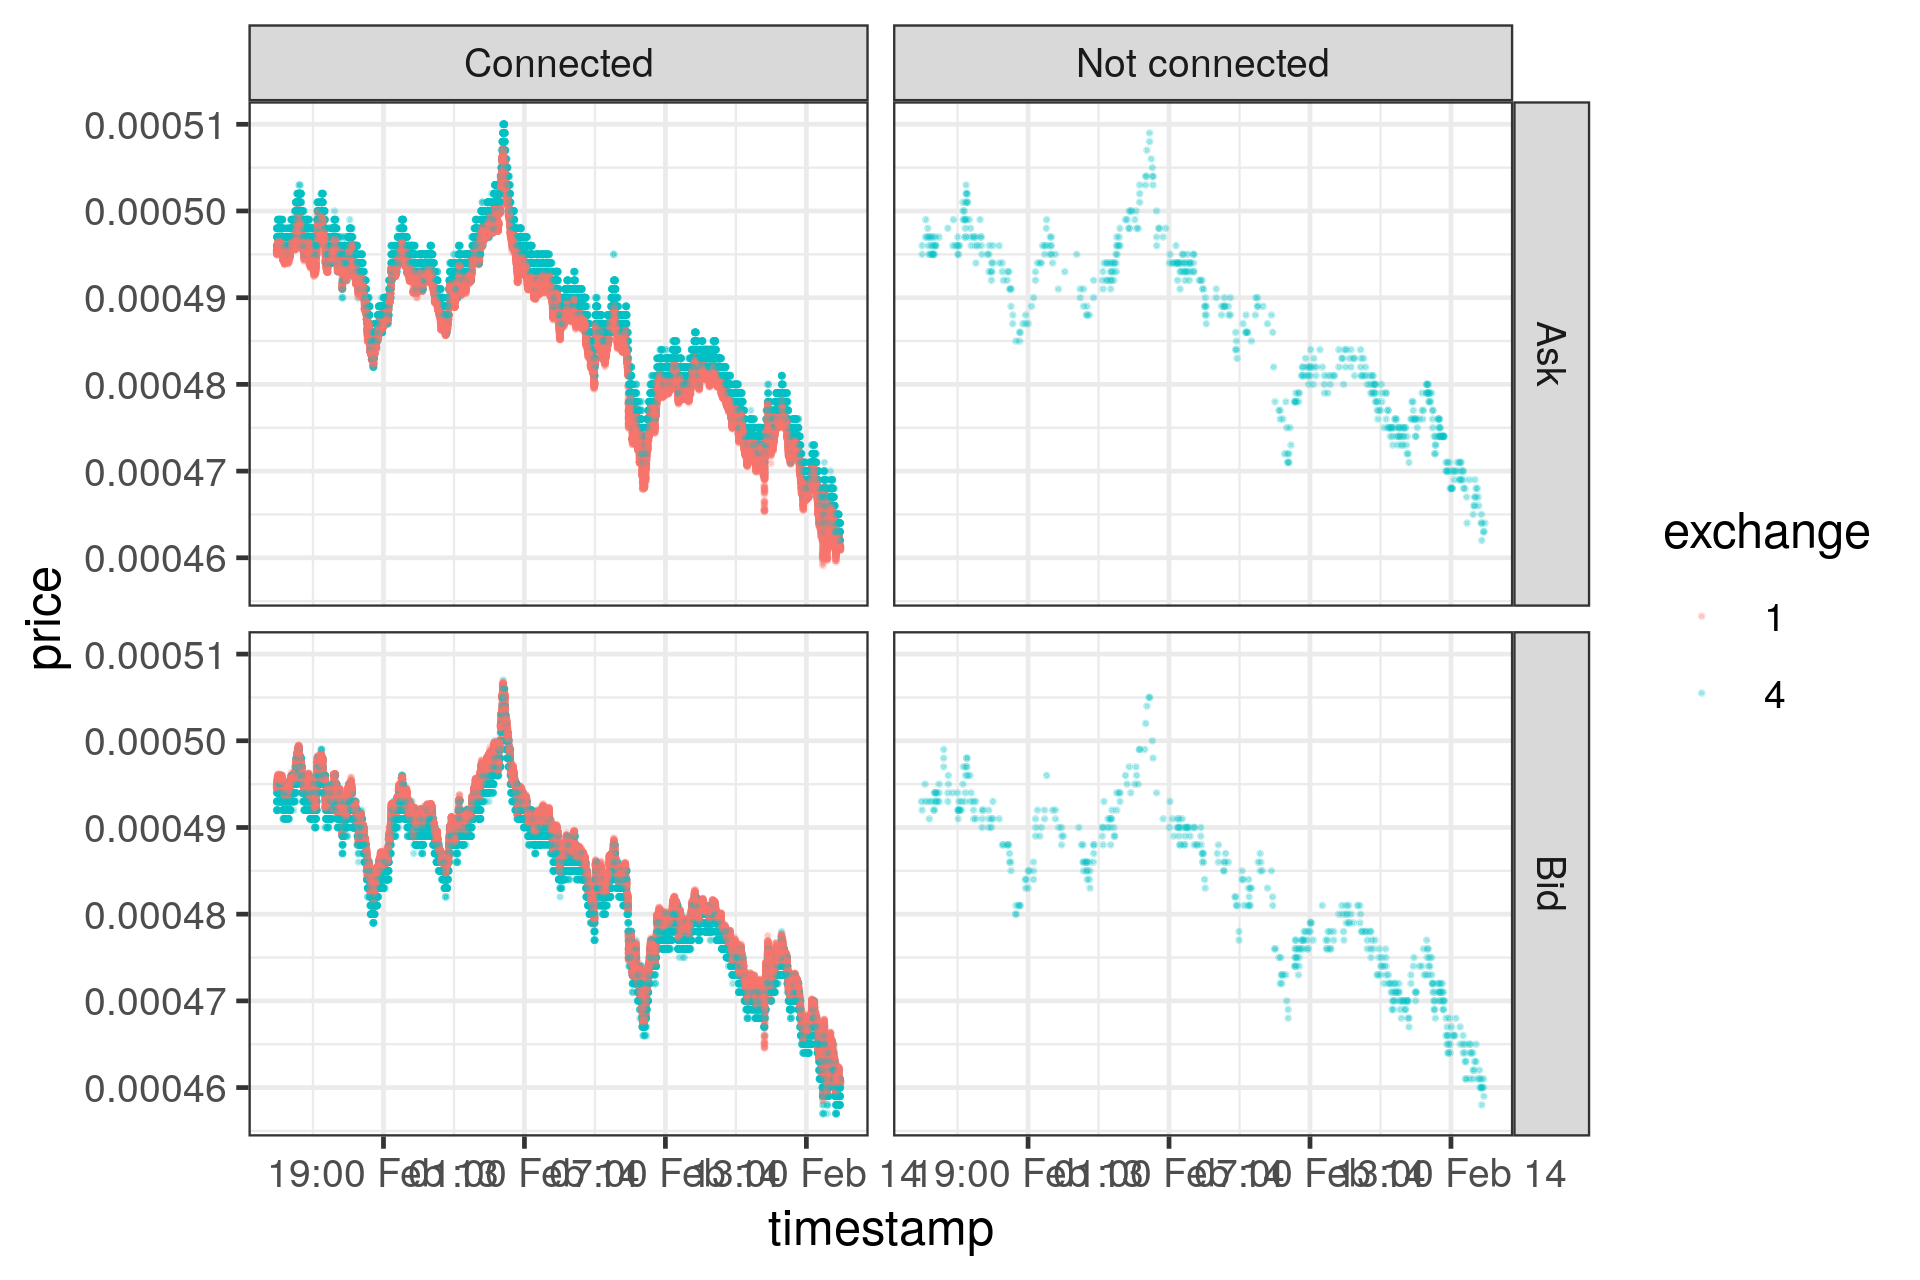 Connected
Not connected
0.00051
0.00050
0.00049
0.00048
0.00047
0.00046
Ask
price
0.00051
0.00050
0.00049
0.00048
0.00047
0.00046
Bid
19:00 Feb 13
01:00 Feb 14
07:00 Feb 14
13:00 Feb 14
19:00 Feb 13
01:00 Feb 14
07:00 Feb 14
13:00 Feb 14
timestamp
exchange
1
4